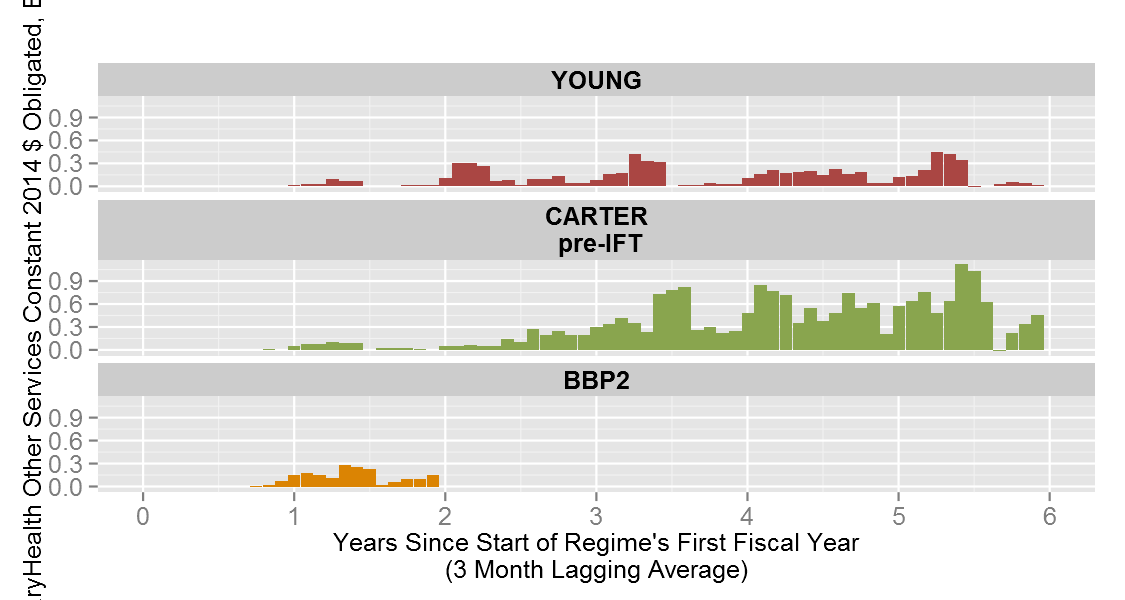 Health Other Services Constant 2014 $ Obligated,
YOUNG
0.9
0.6
0.3
0.0
CARTER
pre-IFT
0.9
0.6
0.3
0.0
BBP2
0.9
0.6
0.3
0.0
0 1 2 3 4 5 6
Years Since Start of Regime's First Fiscal Year
(3 Month Lagging Average)